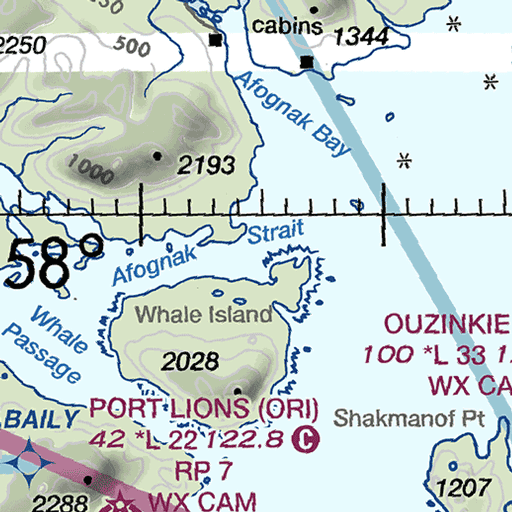 cabins
1344
2250
500
Afognak Bay
1000
2193
58°
Afognak Strait
Whale Island
Whale
Passage
2028
OUZINKIE
100 *L 33 1
WX CA
BAILY
PORT LIONS (ORI)
42 *L 22 122.8 C
RP 7
WX CAM
Shakmanof Pt
1207
2288